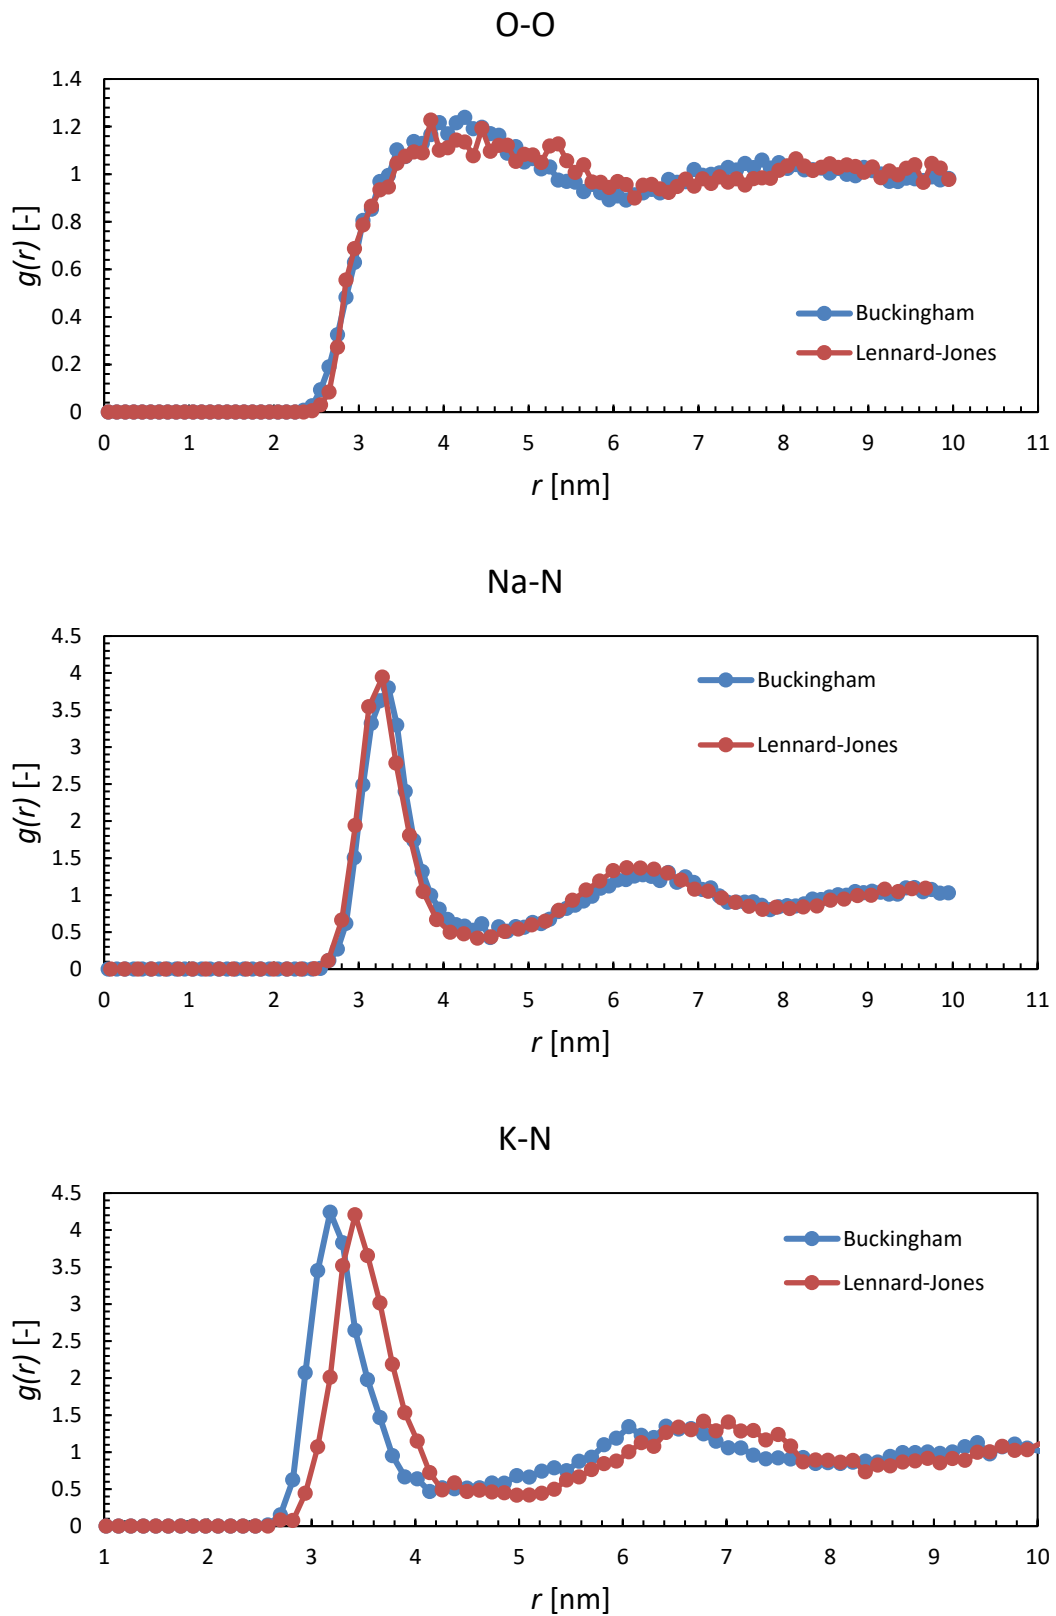 O-O
1.4
1.2
1
0.8
0.6
0.4
0.2
0
g(r) [-]
Buckingham
Lennard-Jones
0 1 2 3 4 5 6 7 8 9 10 11
r [nm]
Na-N
4.5
4
3.5
3
2.5
2
1.5
1
0.5
0
g(r) [-]
Buckingham
Lennard-Jones
0 1 2 3 4 5 6 7 8 9 10 11
r [nm]
K-N
4.5
4
3.5
3
2.5
2
1.5
1
0.5
0
g(r) [-]
Buckingham
Lennard-Jones
1 2 3 4 5 6 7 8 9 10
r [nm]